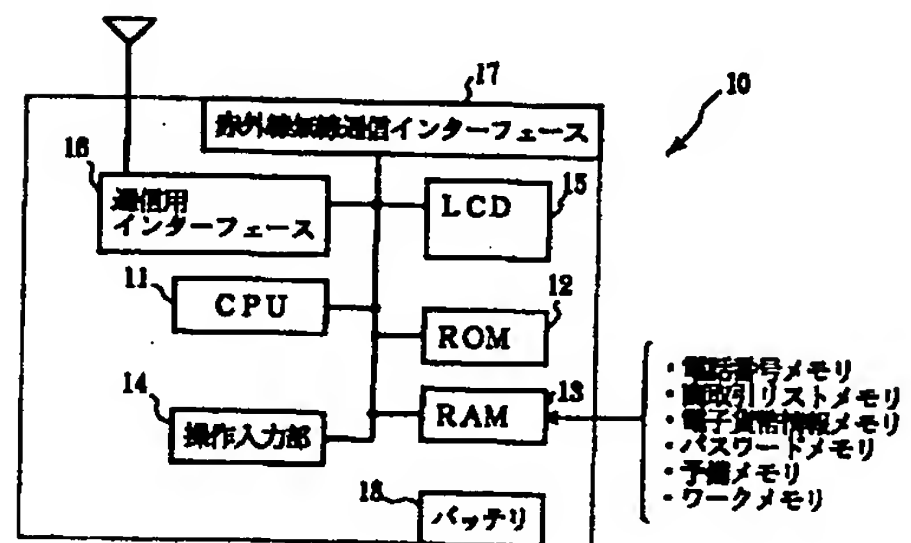 17
10
赤外線無線通信インターフェース
16
通信用
インターフェース
15
LCD
11
CPU
12
ROM
14
操作入力部
13
RAM
18
バッテリ
・電話番号メモリ
・商取引リストメモリ
・電子貨幣情報メモリ
・パスワードメモリ
・予備メモリ
・ワークメモリ